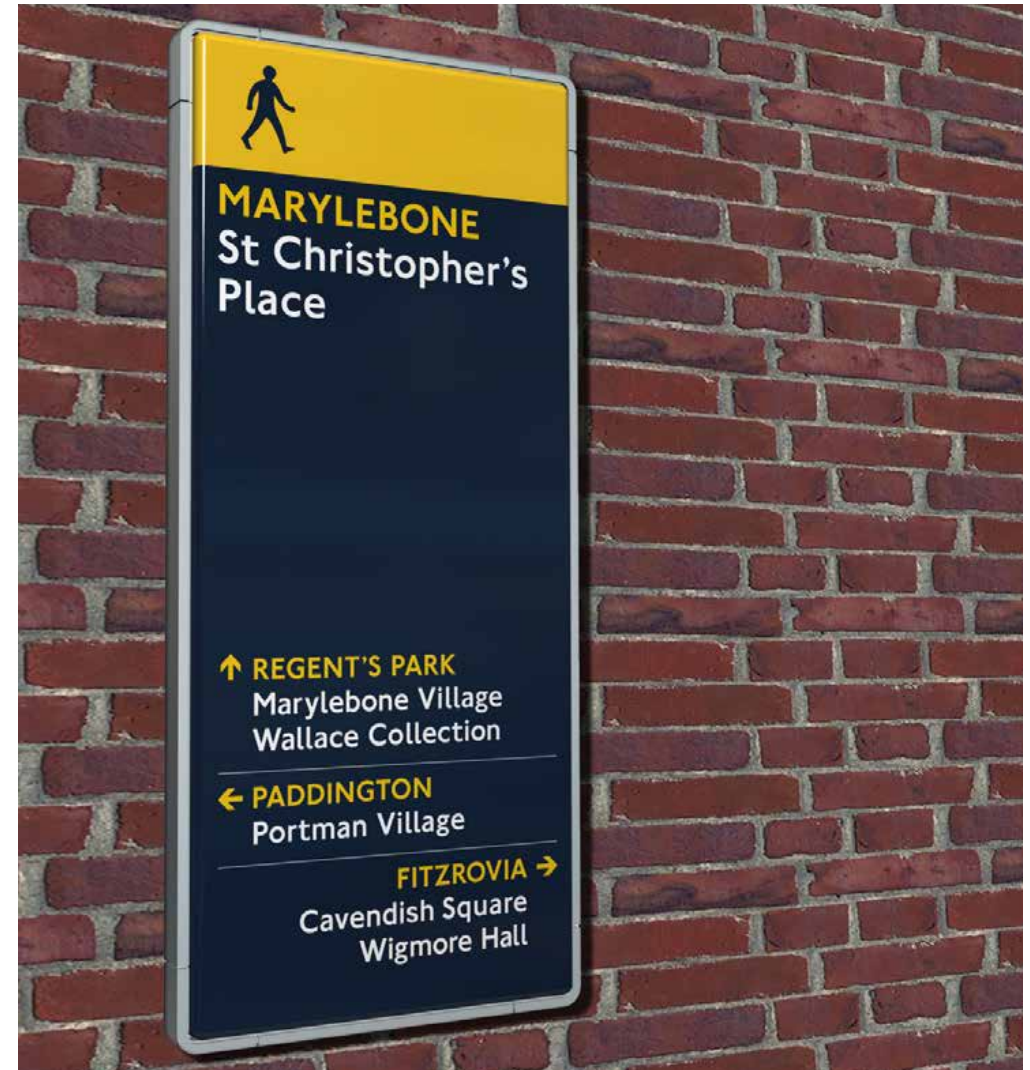 MARYLEBONE
St Christopher's
Place
↑ REGENT'S PARK
Marylebone Village
Wallace Collection
← PADDINGTON
Portman Village
FITZROVIA →
Cavendish Square
Wigmore Hall